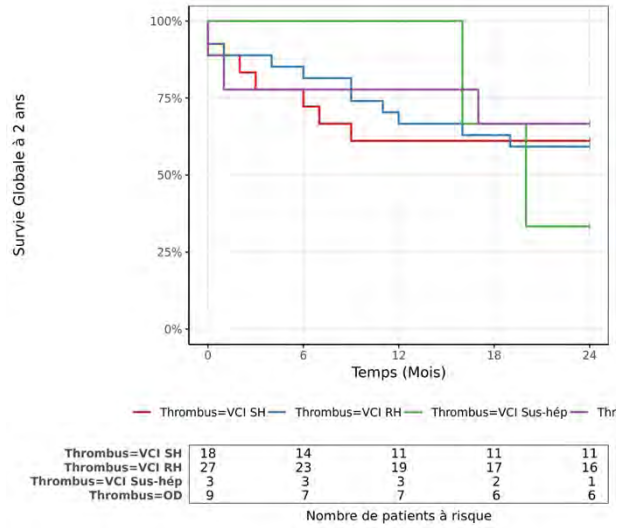 100%
75%
50%
25%
0%
Survie Globale à 2 ans
0 6 12 18 24
Temps (Mois)
Thrombus=VCI SH Thrombus=VCI RH Thrombus=VCI Sus-hép Thr
Thrombus=VCI SH 18 14 11 11 11
Thrombus=VCI RH 27 23 19 17 16
Thrombus=VCI Sus-hép 3 3 3 2 1
Thrombus=OD 9 7 7 6 6
Nombre de patients à risque